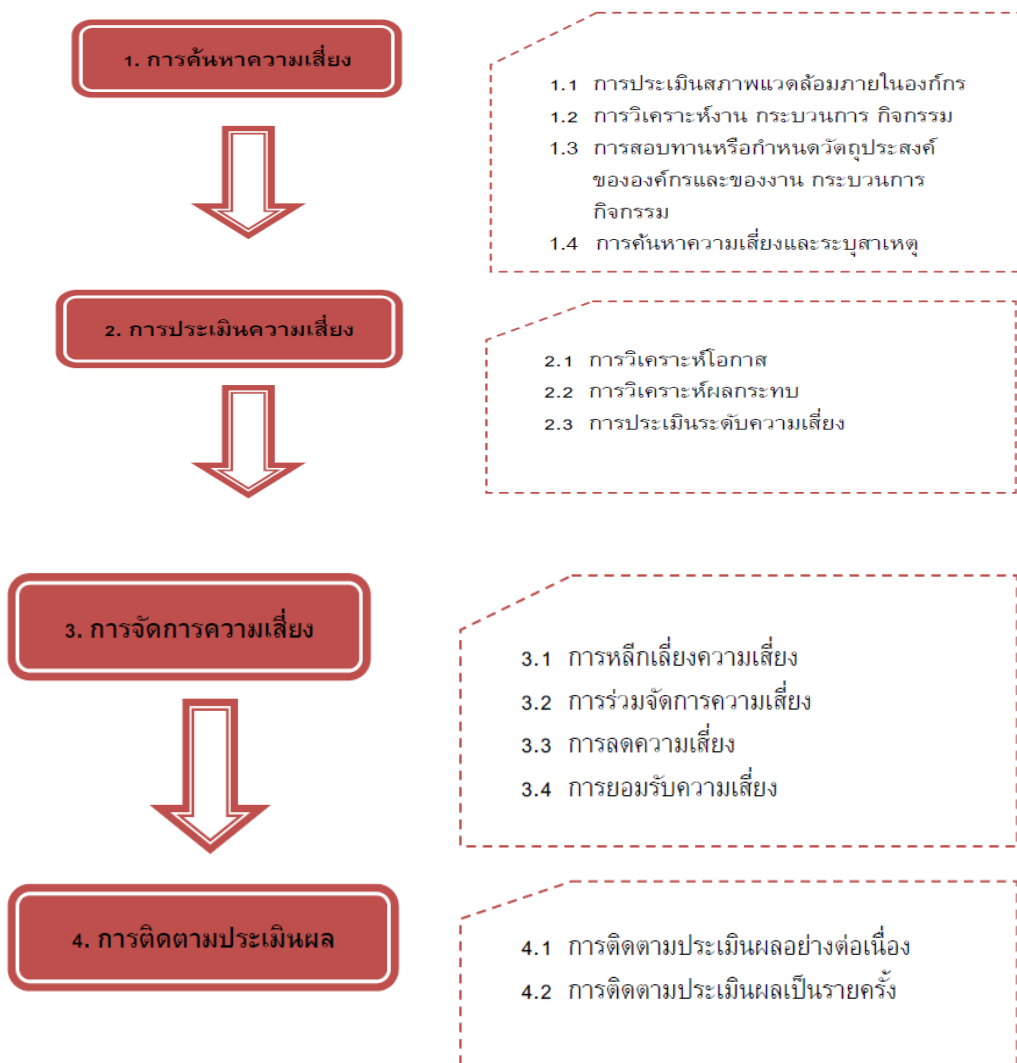 1. การค้นหาความเสี่ยง
1.1 การประเมินสภาพแวดล้อมภายในองก์กร
1.2 การวิเคราะห์งาน กระบวนการ กิจกรรม
1.3 การสอบทานหรือกำหนดวัตถุประสงค์
ขององค์กรและของงาน กระบวนการ
กิจกรรม
1.4 การค้นหาความเสี่ยงและระบุสาเหตุ
2. การประเมินความเสี่ยง
2.1 การวิเคราะห์โอกาส
2.2 การวิเคราะห์ผลกระทบ
2.3 การประเมินระดับความเสี่ยง
3. การจัดการความเสี่ยง
3.1 การหลีกเลี่ยงความเสี่ยง
3.2 การร่วมจัดการความเสี่ยง
3.3 การลดความเสี่ยง
3.4 การยอมรับความเสี่ยง
4. การติดตามประเมินผล
4.1 การติดตามประเมินผลอย่างต่อเนื่อง
4.2 การติดตามประเมินผลเป็นรายครั้ง